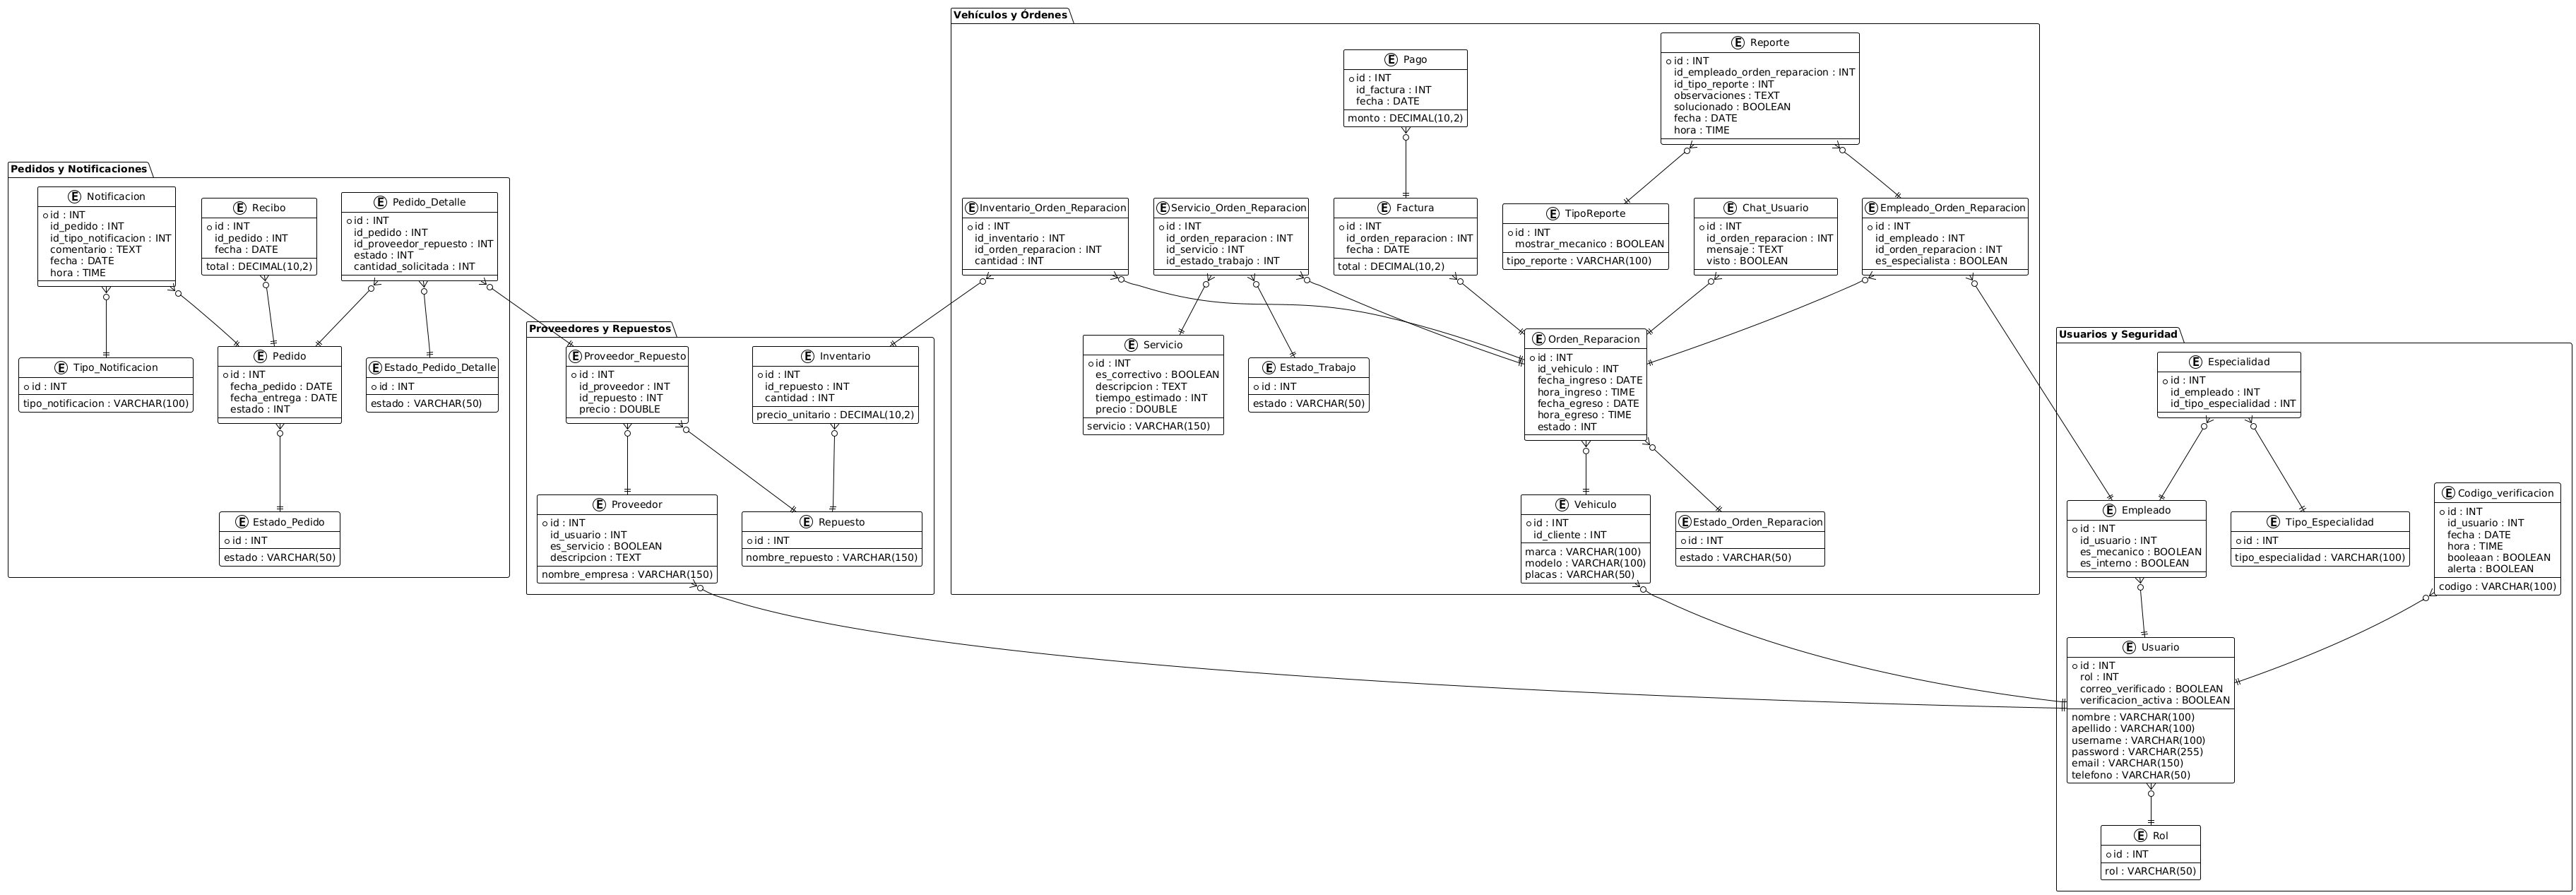 Pedidos y Notificaciones
E Notificacion
id : INT
id_pedido : INT
id_tipo_notificacion : INT
comentario : TEXT
fecha : DATE
hora : TIME
E Recibo
id : INT
id_pedido : INT
fecha : DATE
total : DECIMAL(10,2)
E Pedido_Detalle
id : INT
id_pedido : INT
id_proveedor_repuesto : INT
estado : INT
cantidad_solicitada : INT
E Tipo_Notificacion
id : INT
tipo_notificacion : VARCHAR(100)
E Pedido
id : INT
fecha_pedido : DATE
fecha_entrega : DATE
estado : INT
E Estado_Pedido_Detalle
id : INT
estado : VARCHAR(50)
E Estado_Pedido
id : INT
estado : VARCHAR(50)
Proveedores y Repuestos
E Proveedor_Repuesto
id : INT
id_proveedor : INT
id_repuesto : INT
precio : DOUBLE
E Inventario
id : INT
id_repuesto : INT
cantidad : INT
precio_unitario : DECIMAL(10,2)
E Proveedor
id : INT
id_usuario : INT
es_servicio : BOOLEAN
descripcion : TEXT
nombre_empresa : VARCHAR(150)
E Repuesto
id : INT
nombre_repuesto : VARCHAR(150)
Vehículos y Órdenes
E Pago
id : INT
id_factura : INT
fecha : DATE
monto : DECIMAL(10,2)
E Reporte
id : INT
id_empleado_orden_reparacion : INT
id_tipo_reporte : INT
observaciones : TEXT
solucionado : BOOLEAN
fecha : DATE
hora : TIME
E Inventario_Orden_Reparacion
id : INT
id_inventario : INT
id_orden_reparacion : INT
cantidad : INT
E Servicio_Orden_Reparacion
id : INT
id_orden_reparacion : INT
id_servicio : INT
id_estado_trabajo : INT
E Factura
id : INT
id_orden_reparacion : INT
fecha : DATE
total : DECIMAL(10,2)
E TipoReporte
id : INT
mostrar_mecanico : BOOLEAN
tipo_reporte : VARCHAR(100)
E Chat_Usuario
id : INT
id_orden_reparacion : INT
mensaje : TEXT
visto : BOOLEAN
E Empleado_Orden_Reparacion
id : INT
id_empleado : INT
id_orden_reparacion : INT
es_especialista : BOOLEAN
E Servicio
id : INT
es_correctivo : BOOLEAN
descripcion : TEXT
tiempo_estimado : INT
precio : DOUBLE
servicio : VARCHAR(150)
E Estado_Trabajo
id : INT
estado : VARCHAR(50)
E Orden_Reparacion
id : INT
id_vehiculo : INT
fecha_ingreso : DATE
hora_ingreso : TIME
fecha_egreso : DATE
hora_egreso : TIME
estado : INT
E Vehiculo
id : INT
id_cliente : INT
marca : VARCHAR(100)
modelo : VARCHAR(100)
placas : VARCHAR(50)
E Estado_Orden_Reparacion
id : INT
estado : VARCHAR(50)
Usuarios y Seguridad
E Especialidad
id : INT
id_empleado : INT
id_tipo_especialidad : INT
E Empleado
id : INT
id_usuario : INT
es_mecanico : BOOLEAN
es_interno : BOOLEAN
E Tipo_Especialidad
id : INT
tipo_especialidad : VARCHAR(100)
E Codigo_verificacion
id : INT
id_usuario : INT
fecha : DATE
hora : TIME
booleaan : BOOLEAN
alerta : BOOLEAN
codigo : VARCHAR(100)
E Usuario
id : INT
rol : INT
correo_verificado : BOOLEAN
verificacion_activa : BOOLEAN
nombre : VARCHAR(100)
apellido : VARCHAR(100)
username : VARCHAR(100)
password : VARCHAR(255)
email : VARCHAR(150)
telefono : VARCHAR(50)
E Rol
id : INT
rol : VARCHAR(50)